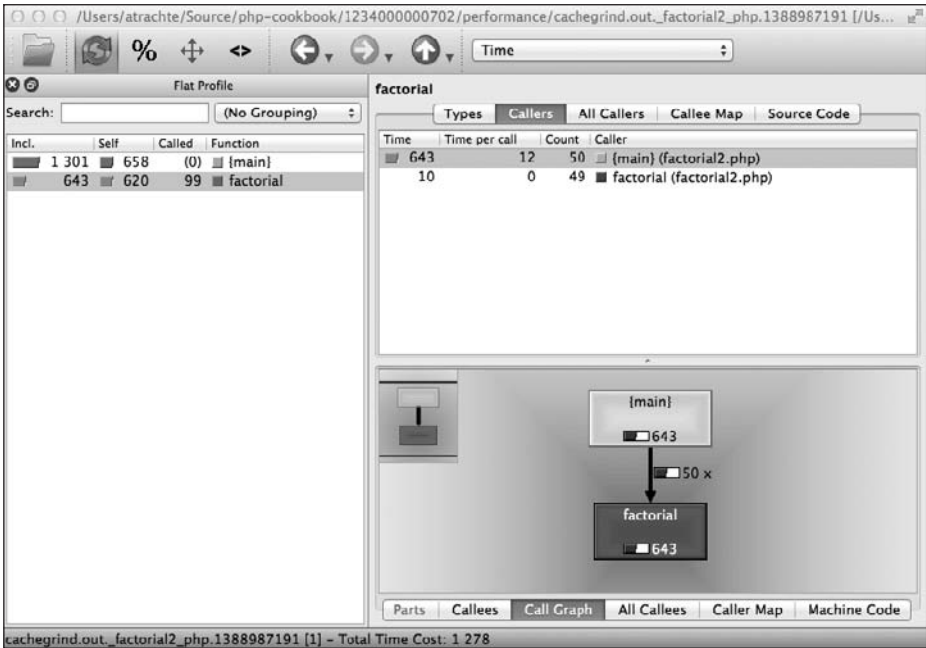 /Users/atrachte/Source/php-cookbook/1234000000702/performance/cachegrind.out._factorial2_php.1388987191 [/Us...
% <> Time
Flat Profile
Search: (No Grouping)
Incl. Self Called Function
1 301 658 (0) {main}
643 620 99 factorial
factorial
Types Callers All Callers Callee Map Source Code
Time Time per call Count Caller
643 12 50 {main} (factorial2.php)
10 0 49 factorial (factorial2.php)
{main}
643
50 x
factorial
643
Parts Callees Call Graph All Callees Caller Map Machine Code
cachegrind.out._factorial2_php.1388987191 [1] – Total Time Cost: 1 278